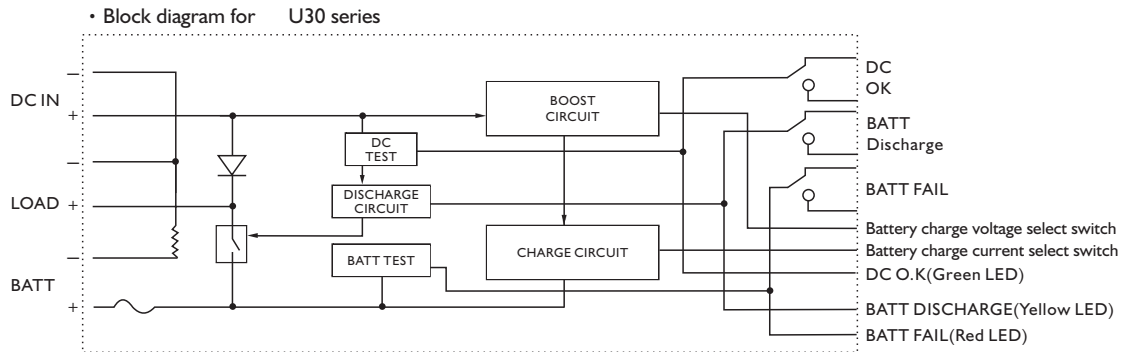 • Block diagram for U30 series
DC IN
−
+
LOAD
−
+
BATT
−
+
DC
TEST
DISCHARGE
CIRCUIT
BATT TEST
BOOST
CIRCUIT
CHARGE CIRCUIT
DC
OK
BATT
Discharge
BATT FAIL
Battery charge voltage select switch
Battery charge current select switch
DC O.K(Green LED)
BATT DISCHARGE(Yellow LED)
BATT FAIL(Red LED)